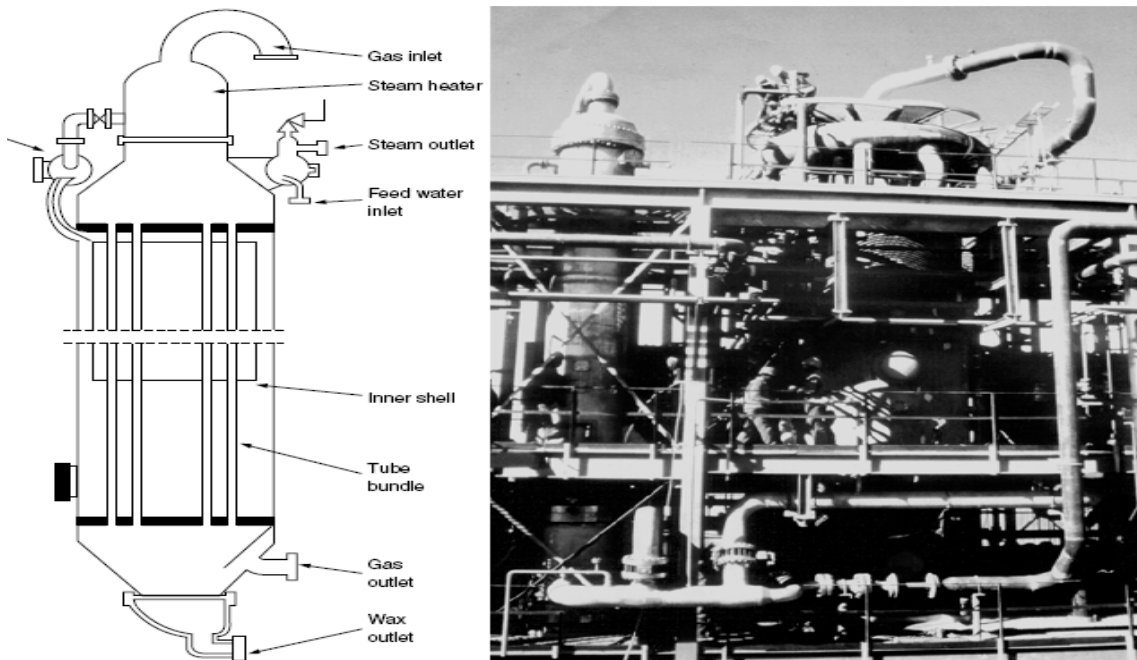 Gas inlet
Steam heater
Steam outlet
Feed water
inlet
Inner shell
Tube
bundle
Gas
outlet
Wax
outlet